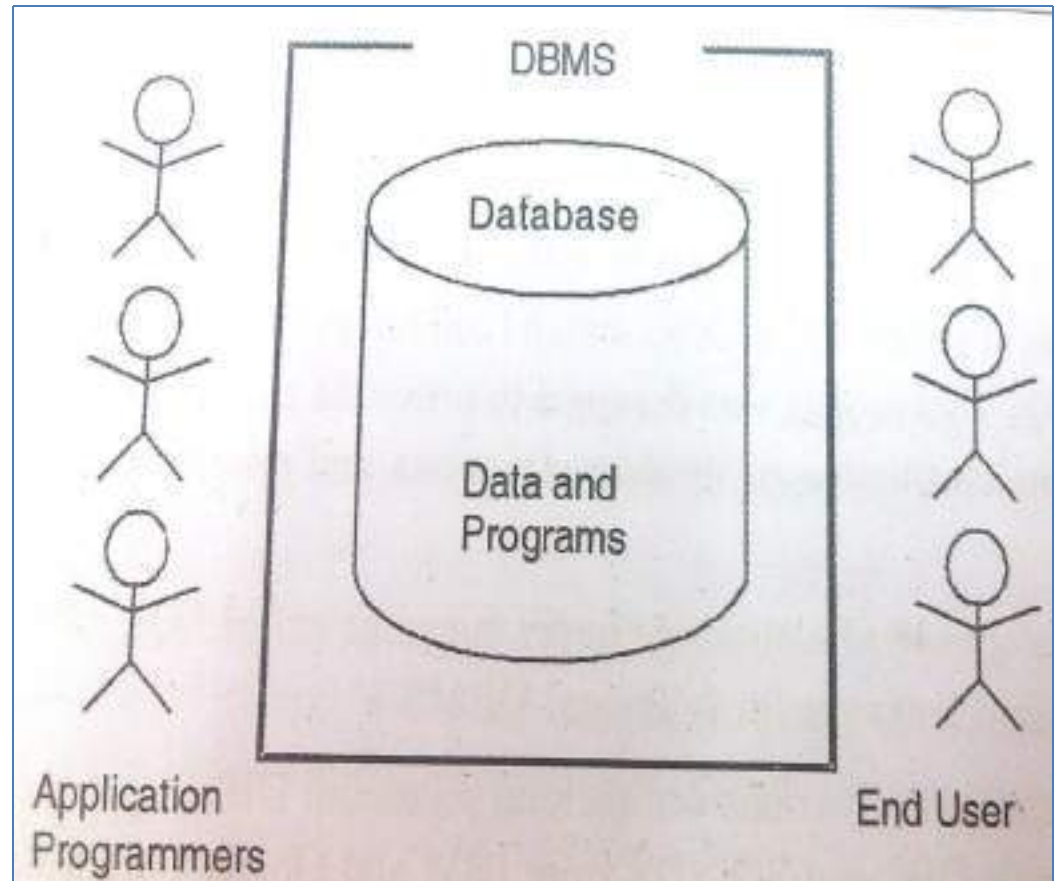 DBMS
Database
Data and
Programs
Application
Programmers
End User